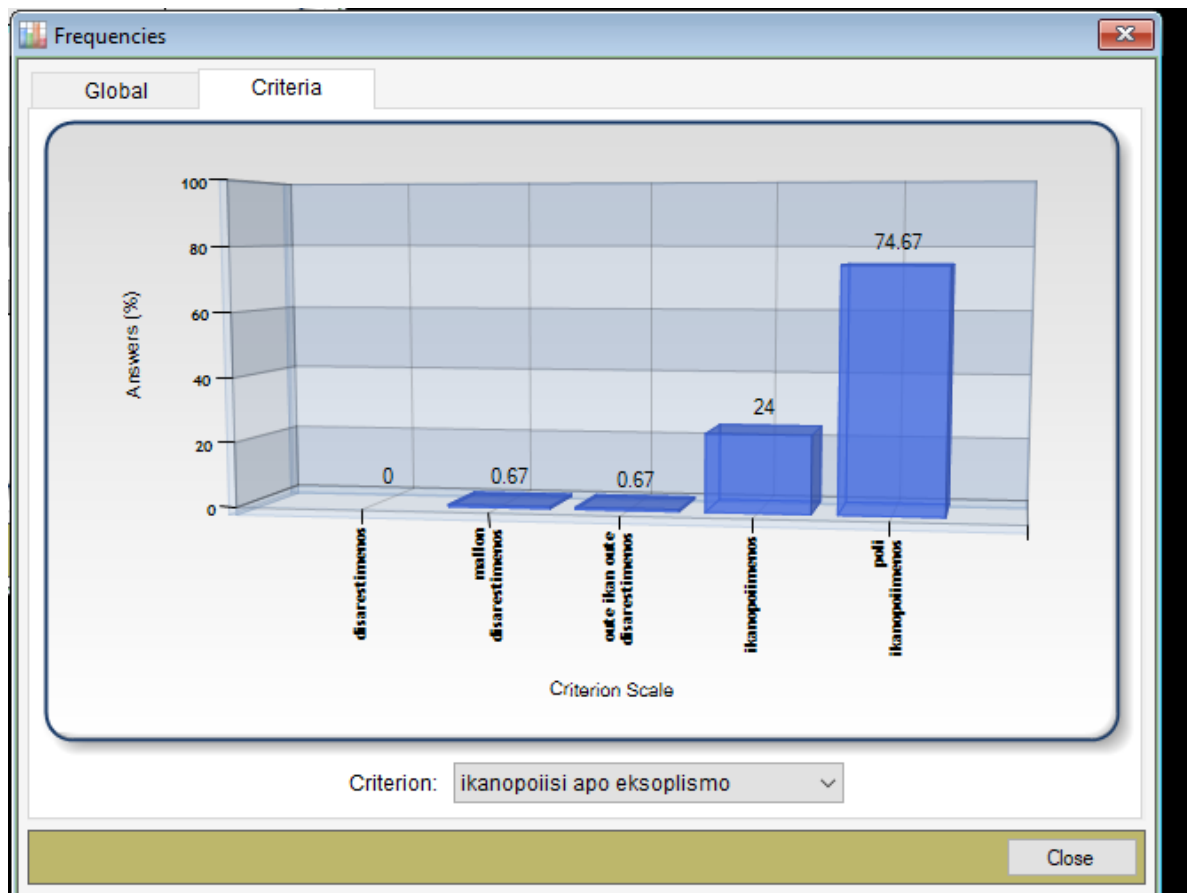 Frequencies
Global
Criteria
100
80
60
40
20
0
Answers (%)
0
0.67
0.67
24
74.67
disarestimenos
mallon
disarestimenos
oute ikan oute
disarestimenos
ikanopoiimenos
poli
ikanopoiimenos
Criterion Scale
Criterion:
ikanopoiisi apo eksoplismo
Close